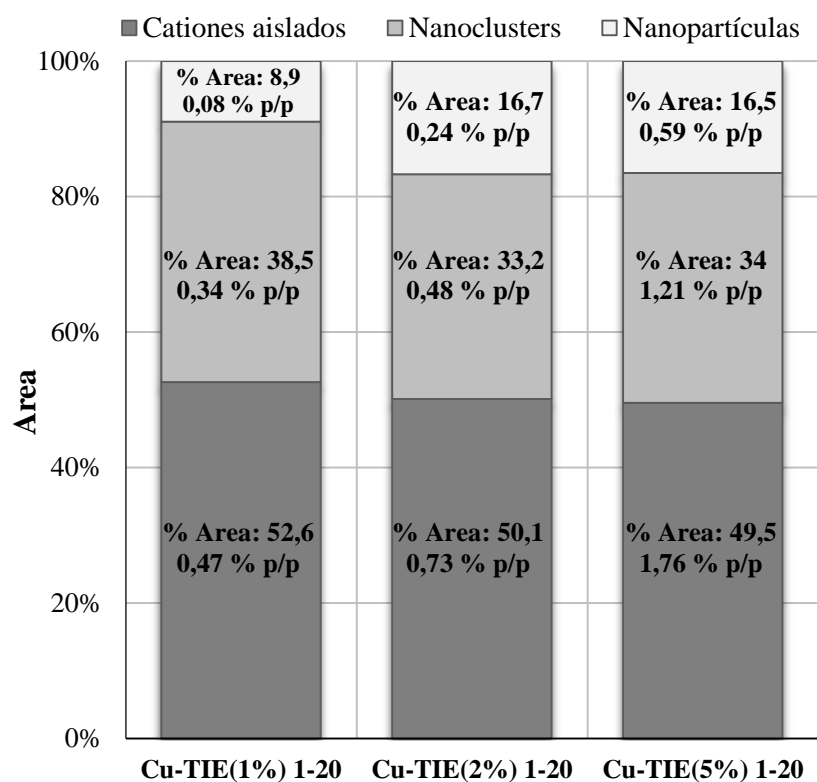 Cationes aislados Nanoclusters Nanopartículas
100%
80%
60%
40%
20%
0%
Area
% Area: 8,9
0,08 % p/p
% Area: 38,5
0,34 % p/p
% Area: 52,6
0,47 % p/p
% Area: 16,7
0,24 % p/p
% Area: 33,2
0,48 % p/p
% Area: 50,1
0,73 % p/p
% Area: 16,5
0,59 % p/p
% Area: 34
1,21 % p/p
% Area: 49,5
1,76 % p/p
Cu-TIE(1%) 1-20 Cu-TIE(2%) 1-20 Cu-TIE(5%) 1-20